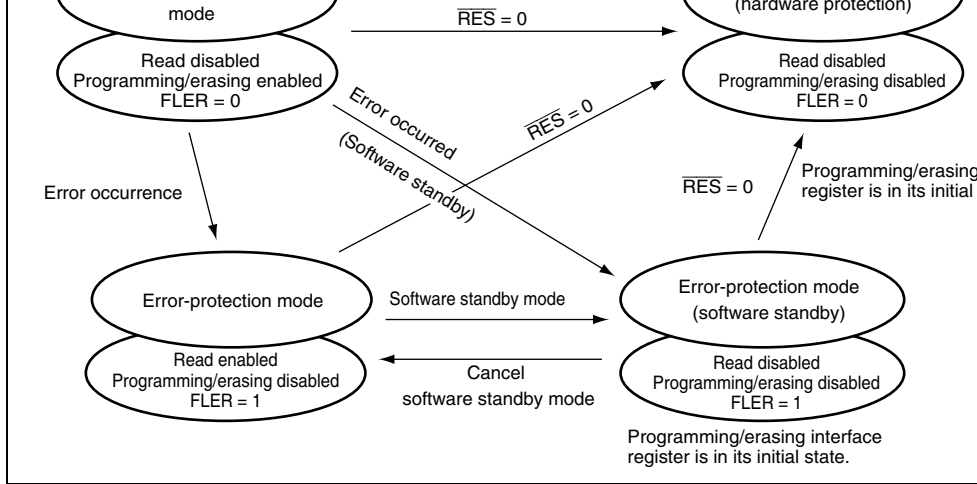 mode
(hardware protection)
RES = 0
Read disabled
Programming/erasing enabled
FLER = 0
Read disabled
Programming/erasing disabled
FLER = 0
Error occurred
(Software standby)
RES = 0
Error occurrence
RES = 0
Programming/erasing
register is in its initial
Error-protection mode
Software standby mode
Error-protection mode
(software standby)
Read enabled
Programming/erasing disabled
FLER = 1
Cancel
software standby mode
Read disabled
Programming/erasing disabled
FLER = 1
Programming/erasing interface
register is in its initial state.